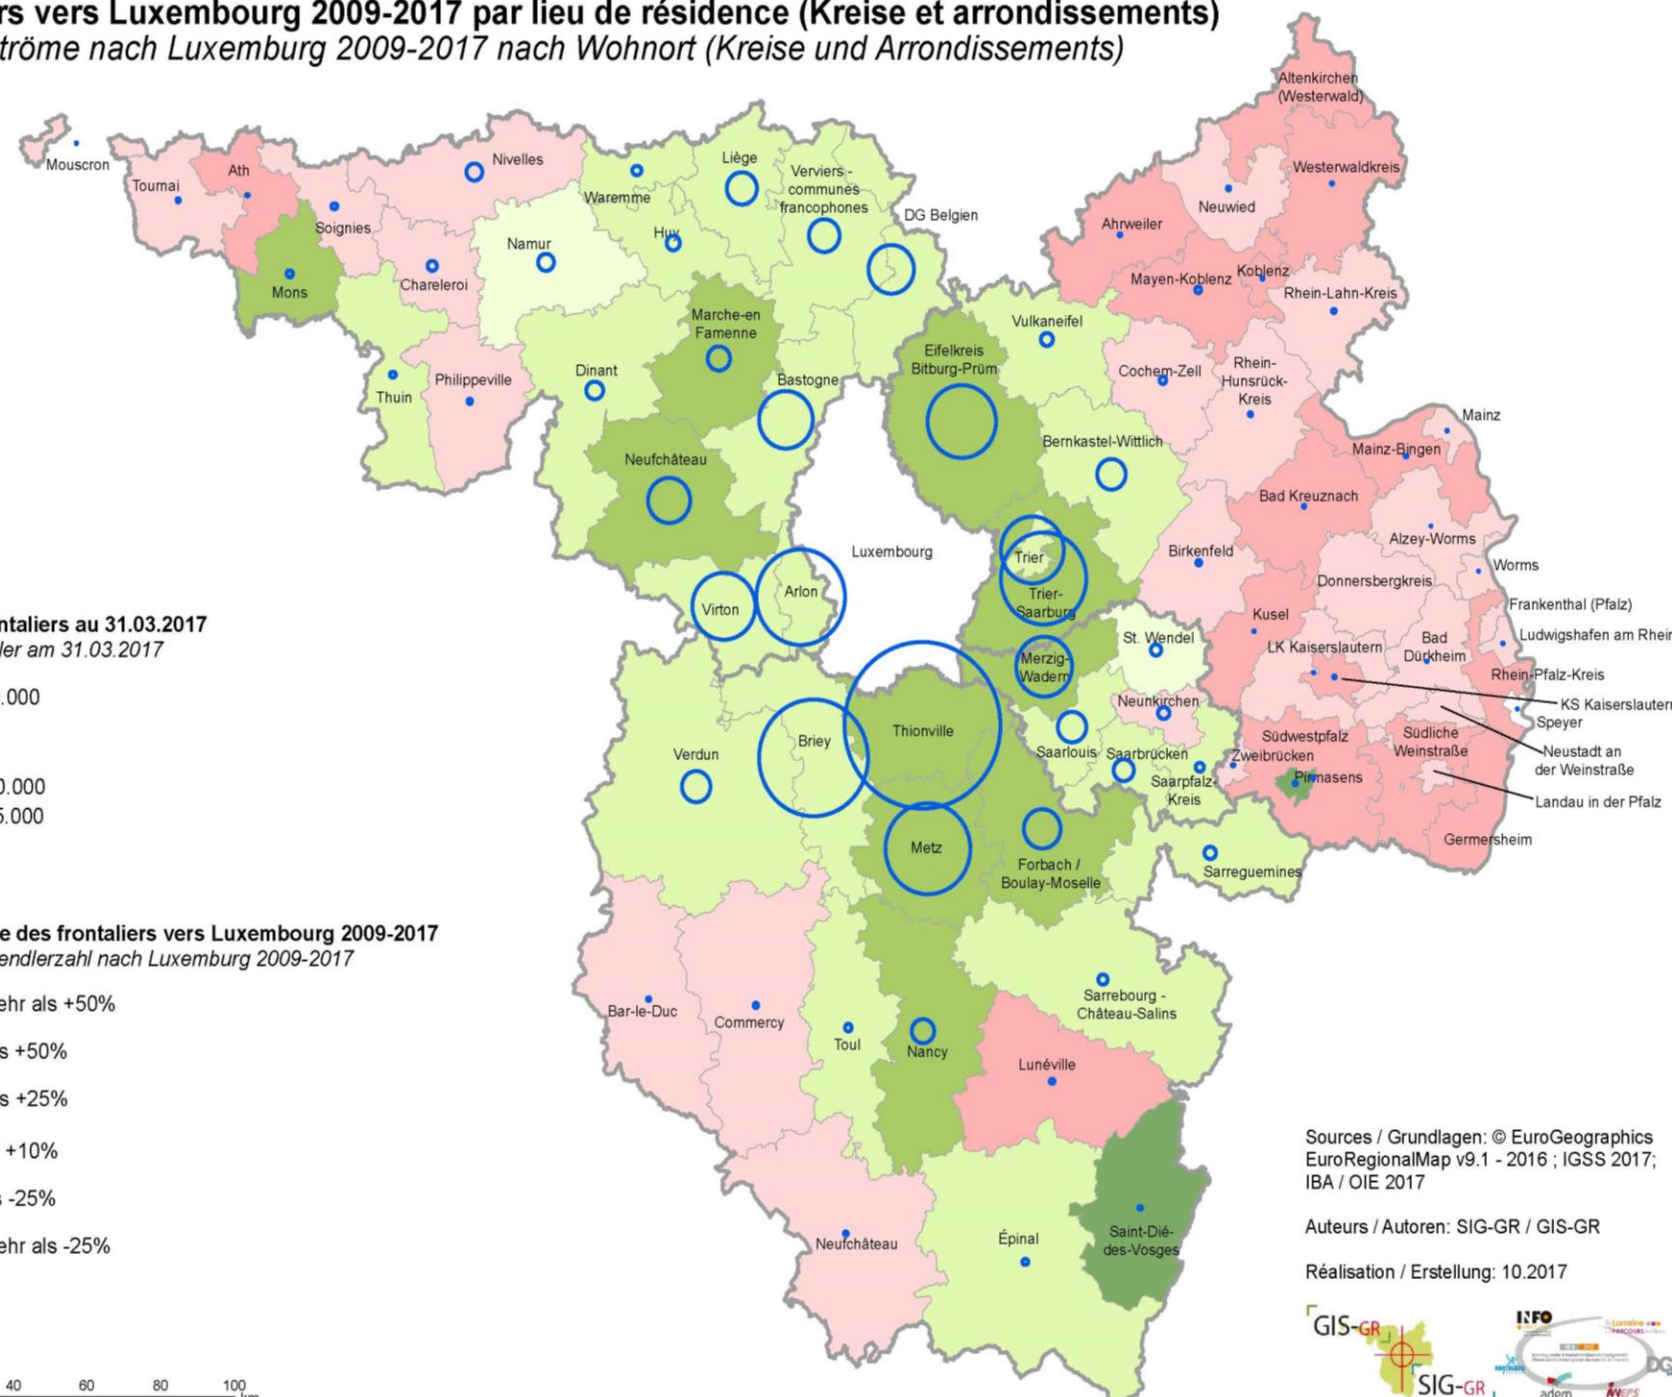 rs vers Luxembourg 2009-2017 par lieu de résidence (Kreise et arrondissements)
tröme nach Luxemburg 2009-2017 nach Wohnort (Kreise und Arrondissements)
Altenkirchen
(Westerwald)
Mouscron
Tournai
Ath
Soignies
Nivelles
Waremme
Liège
Verviers -
communes
francophones
DG Belgien
Westerwaldkreis
Neuwied
Ahrweiler
Mons
Chareleroi
Namur
Huy
Mayen-Koblenz
Koblenz
Rhein-Lahn-Kreis
Marche-en
Famenne
Vulkaneifel
Eifelkreis
Bitburg-Prüm
Thuin
Philippeville
Dinant
Bastogne
Cochem-Zell
Rhein-
Hunsrück-
Kreis
Mainz
Mainz-Bingen
Neufchâteau
Bernkastel-Wittlich
Bad Kreuznach
Alzey-Worms
Luxembourg
Trier
Birkenfeld
Worms
Donnersbergkreis
Virton
Arlon
Trier-
Saarburg
Kusel
Frankenthal (Pfalz)
Ludwigshafen am Rhein
St. Wendel
LK Kaiserslautern
Bad
Dürkheim
Merzig-
Wadern
Rhein-Pfalz-Kreis
Neunkirchen
KS Kaiserslautern
Speyer
Verdun
Briey
Thionville
Saarlouis
Saarbrücken
Saarpfalz-
Kreis
Zweibrücken
Südwestpfalz
Südliche
Weinstraße
Neustadt an
der Weinstraße
Pirmasens
Landau in der Pfalz
Metz
Forbach /
Boulay-Moselle
Germersheim
Sarreguemines
Bar-le-Duc
Commercy
Toul
Nancy
Sarrebourg -
Château-Salins
Lunéville
Neufchâteau
Épinal
Saint-Dié-
des-Vosges
ntaliers au 31.03.2017
ler am 31.03.2017
.000
0.000
5.000
e des frontaliers vers Luxembourg 2009-2017
endlerzahl nach Luxemburg 2009-2017
ehr als +50%
s +50%
s +25%
+10%
s -25%
ehr als -25%
40 60 80 100
km
Sources / Grundlagen: © EuroGeographics
EuroRegionalMap v9.1 - 2016 ; IGSS 2017;
IBA / OIE 2017
Auteurs / Autoren: SIG-GR / GIS-GR
Réalisation / Erstellung: 10.2017
GIS-GR
SIG-GR
INFO
Lorraine
PARCOURS
adem
DG